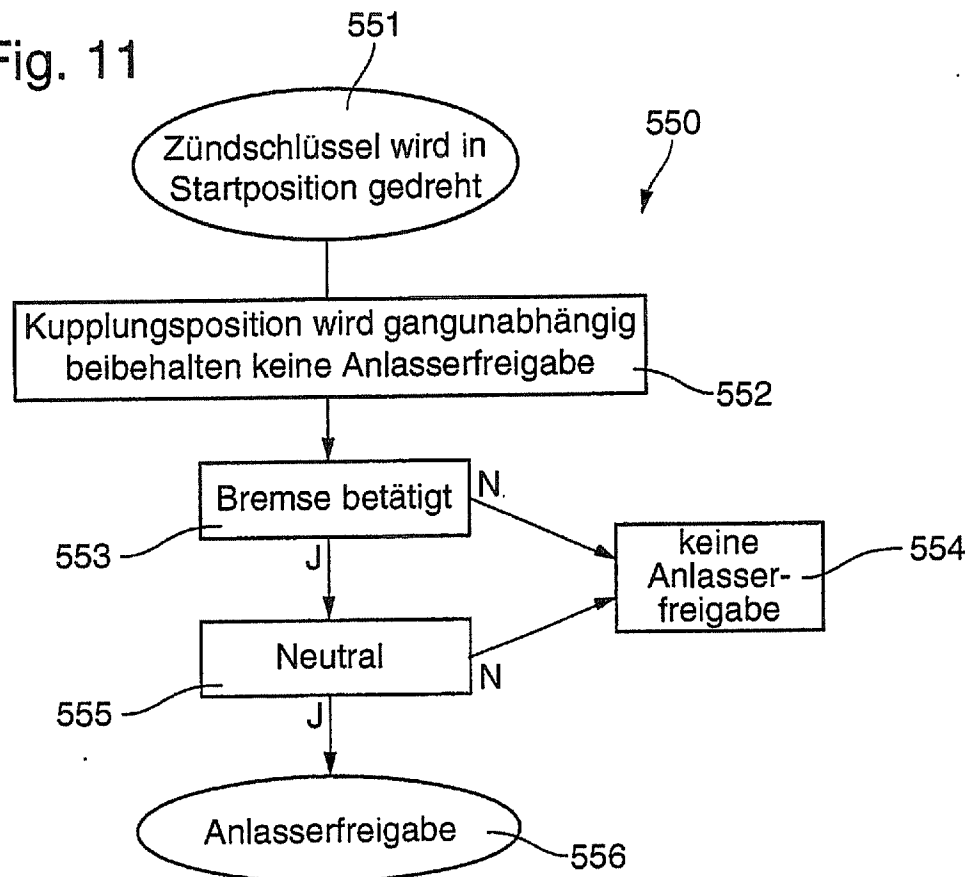 Fig. 11
551
550
Zündschlüssel wird in
Startposition gedreht
Kupplungsposition wird gangunabhängig
beibehalten keine Anlasserfreigabe
552
Bremse betätigt
N
553
J
keine
Anlasser-
freigabe
554
Neutral
N
555
J
Anlasserfreigabe
556